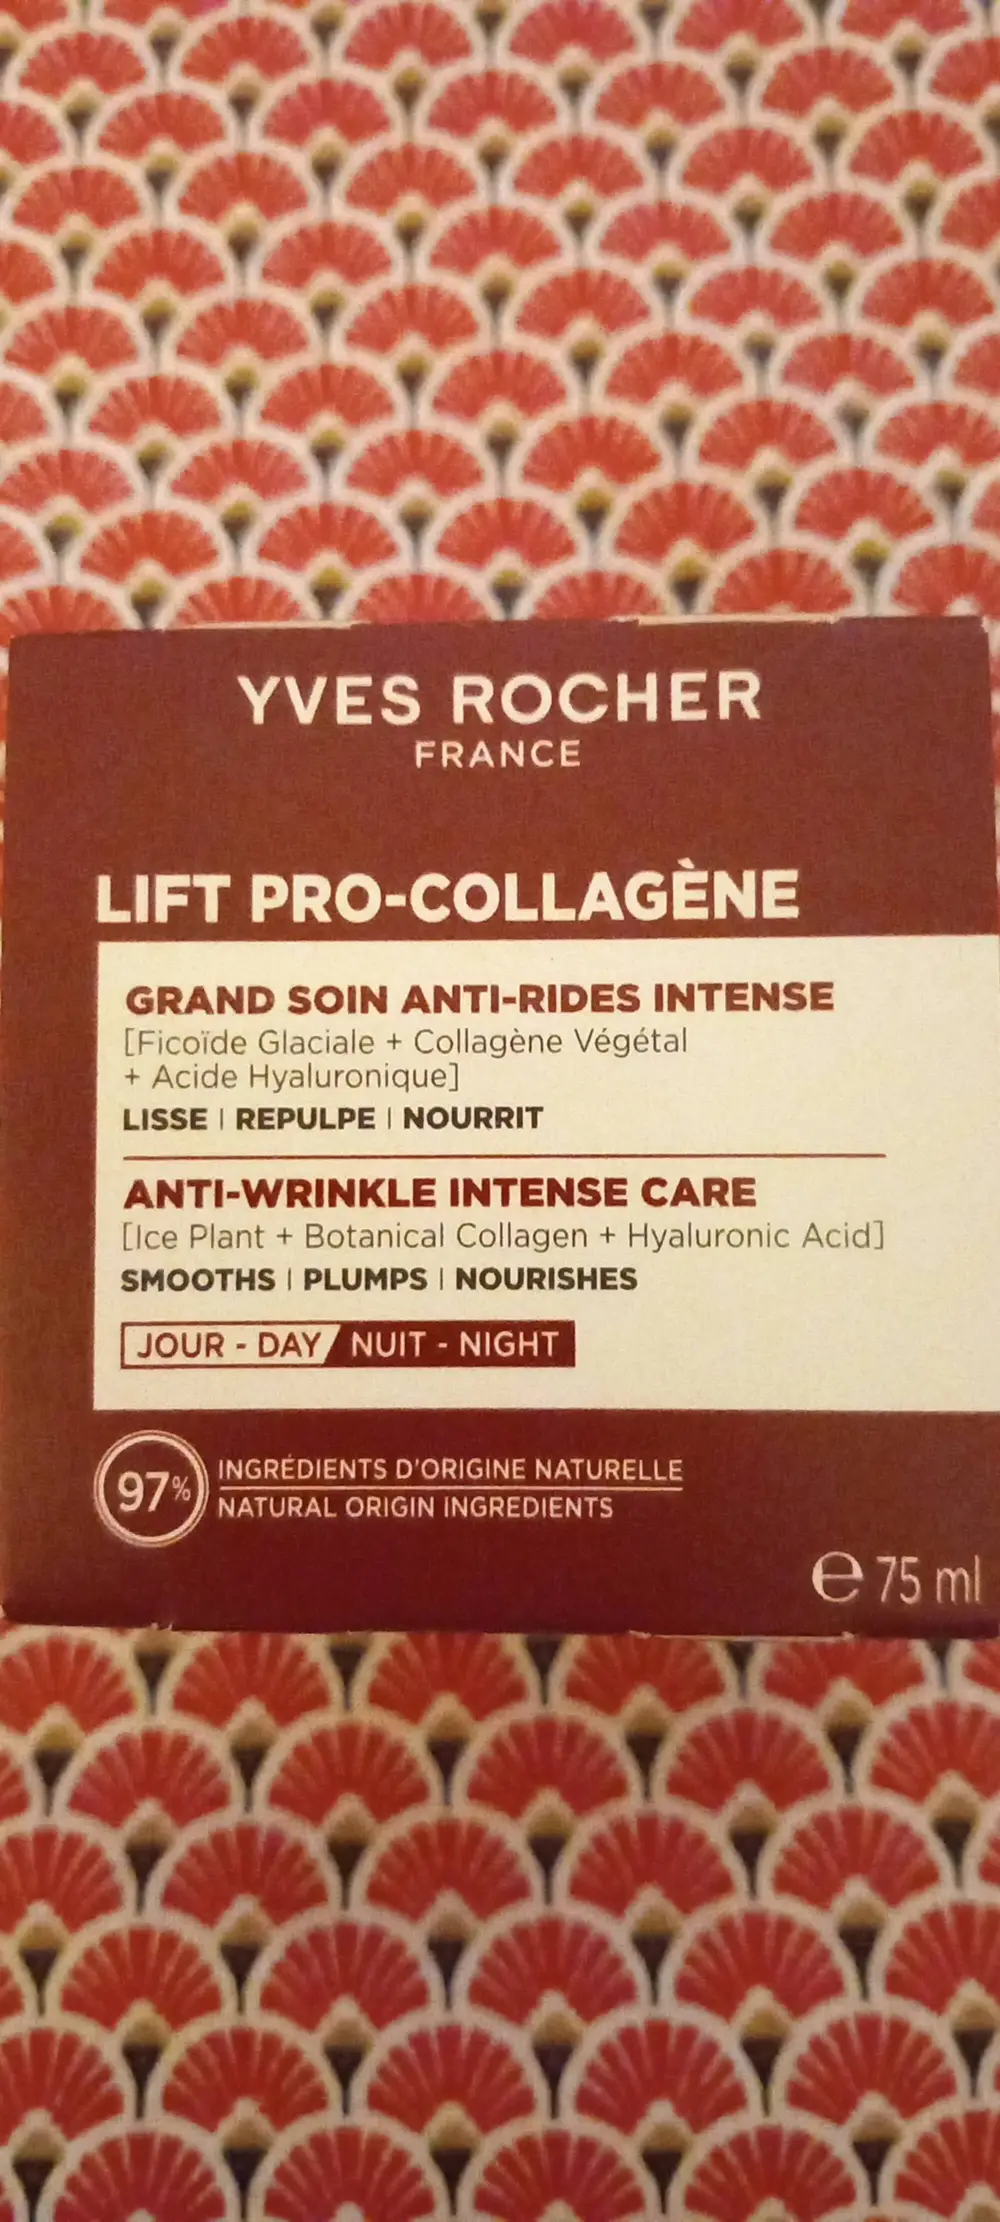 YVES ROCHER
FRANCE
LIFT PRO-COLLAGÈNE
GRAND SOIN ANTI-RIDES INTENSE
[Ficoïde Glaciale + Collagène Végétal
+ Acide Hyaluronique]
LISSE | REPULPE | NOURRIT
ANTI-WRINKLE INTENSE CARE
[Ice Plant + Botanical Collagen + Hyaluronic Acid]
SMOOTHS | PLUMPS | NOURISHES
JOUR - DAY / NUIT - NIGHT
97%
INGRÉDIENTS D'ORIGINE NATURELLE
NATURAL ORIGIN INGREDIENTS
℮ 75 ml